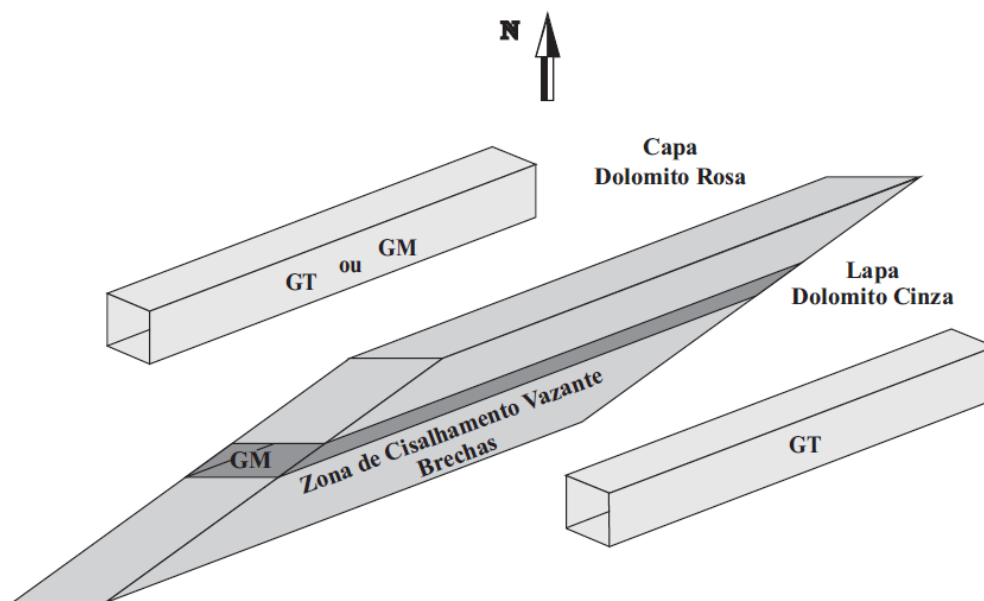 N
Capa
Dolomito Rosa
GT ou GM
Lapa
Dolomito Cinza
Zona de Cisalhamento Vazante
Brechas
GM
GT